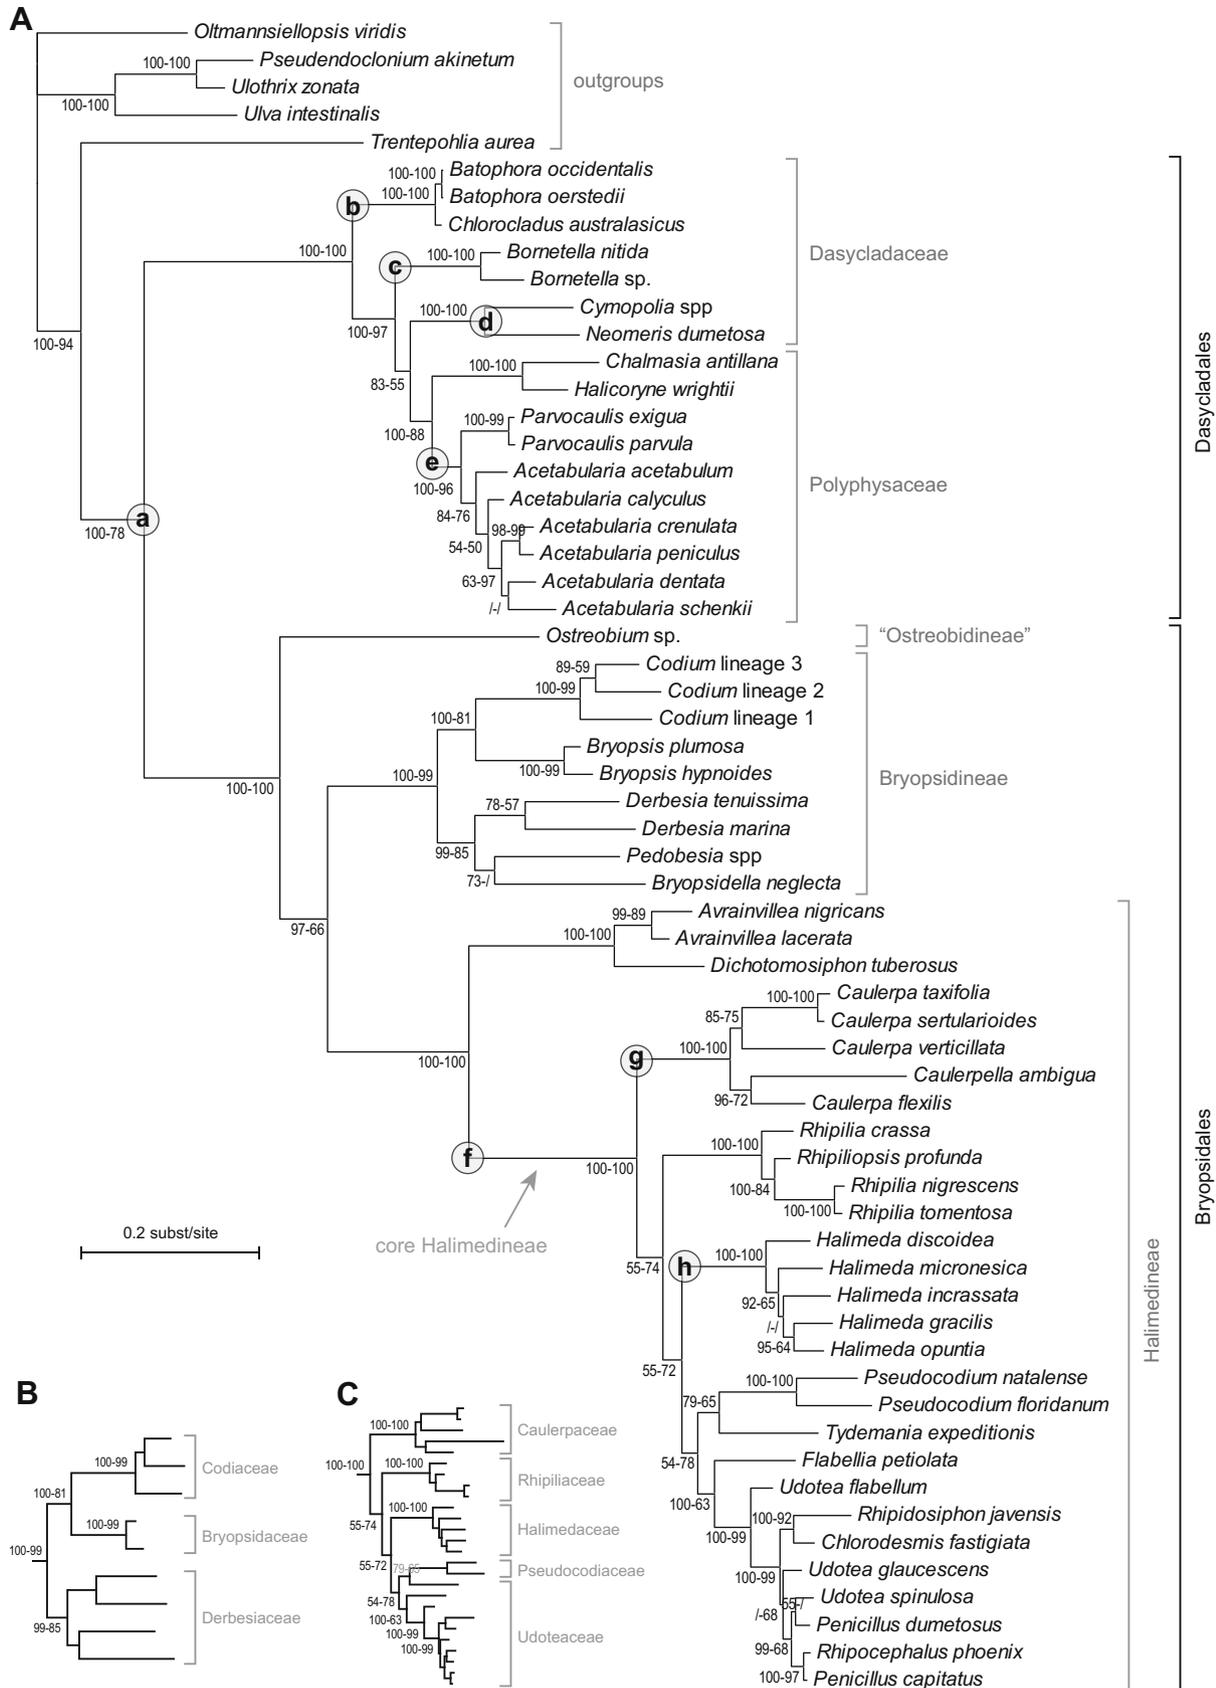 A
Oltmannsiellopsis viridis
100-100
Pseudendoclonium akinetum
Ulothrix zonata
outgroups
100-100
Ulva intestinalis
Trentepohlia aurea
100-100
Batophora occidentalis
100-100
Batophora oerstedii
b
Chlorocladus australasicus
100-100
100-100
Bornetella nitida
Dasycladaceae
c
Bornetella sp.
100-100
Cymopolia spp
d
100-97
Neomeris dumetosa
100-94
100-100
Chalmasia antillana
83-55
Halicoryne wrightii
Dasycladales
100-99
Parvocaulis exigua
100-88
Parvocaulis parvula
e
Acetabularia acetabulum
100-96
Polyphysaceae
84-76
Acetabularia calyculus
98-99
Acetabularia crenulata
a
100-78
54-50
Acetabularia peniculus
63-97
Acetabularia dentata
/-/
Acetabularia schenkii
Ostreobium sp.
“Ostreobidineae”
89-59
Codium lineage 3
100-99
Codium lineage 2
100-81
Codium lineage 1
Bryopsis plumosa
100-99
100-99
Bryopsis hypnoides
Bryopsidineae
100-100
78-57
Derbesia tenuissima
Derbesia marina
99-85
Pedobesia spp
73-/
Bryopsidella neglecta
99-89
Avrainvillea nigricans
97-66
100-100
Avrainvillea lacerata
Dichotomosiphon tuberosus
100-100
Caulerpa taxifolia
85-75
Caulerpa sertularioides
100-100
Caulerpa verticillata
g
100-100
Caulerpella ambigua
96-72
Caulerpa flexilis
Rhipilia crassa
100-100
f
Rhipiliopsis profunda
100-100
Bryopsidales
100-84
Rhipilia nigrescens
100-100
Rhipilia tomentosa
0.2 subst/site
core Halimedineae
Halimeda discoidea
100-100
h
55-74
Halimeda micronesica
Halimedineae
92-65
Halimeda incrassata
/-/
Halimeda gracilis
95-64
Halimeda opuntia
55-72
100-100
Pseudocodium natalense
79-65
Pseudocodium floridanum
Tydemania expeditionis
54-78
Flabellia petiolata
100-63
Udotea flabellum
100-92
Rhipidosiphon javensis
100-99
Chlorodesmis fastigiata
100-99
Udotea glaucescens
55-/
Udotea spinulosa
/-68
Penicillus dumetosus
99-68
Rhipocephalus phoenix
100-97
Penicillus capitatus
B
100-99
Codiaceae
100-81
100-99
Bryopsidaceae
100-99
Derbesiaceae
99-85
C
100-100
Caulerpaceae
100-100
100-100
Rhipiliaceae
100-100
55-74
Halimedaceae
55-72
79-65
Pseudocodiaceae
54-78
100-63
100-99
Udoteaceae
100-99